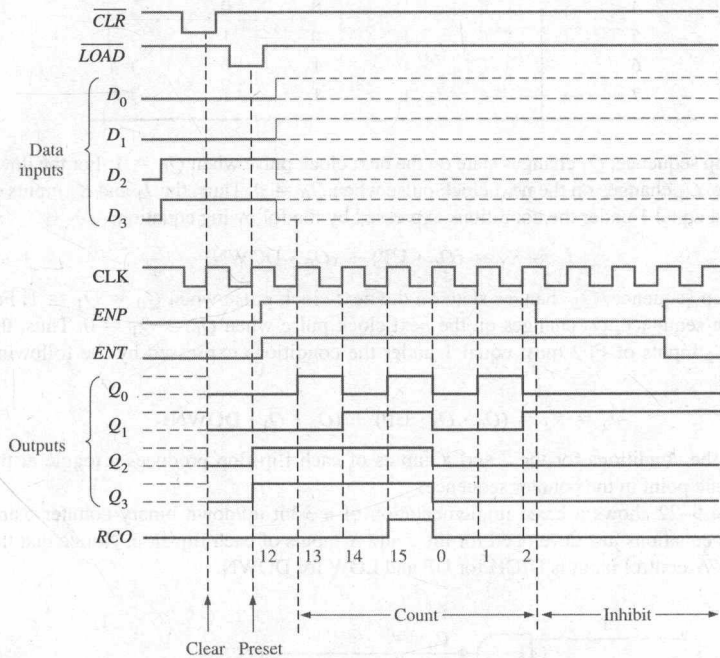 CLR
LOAD
D0
D1
Data
inputs
D2
D3
CLK
ENP
ENT
Q0
Q1
Outputs
Q2
Q3
RCO
12 13 14 15 0 1 2
Count Inhibit
Clear Preset